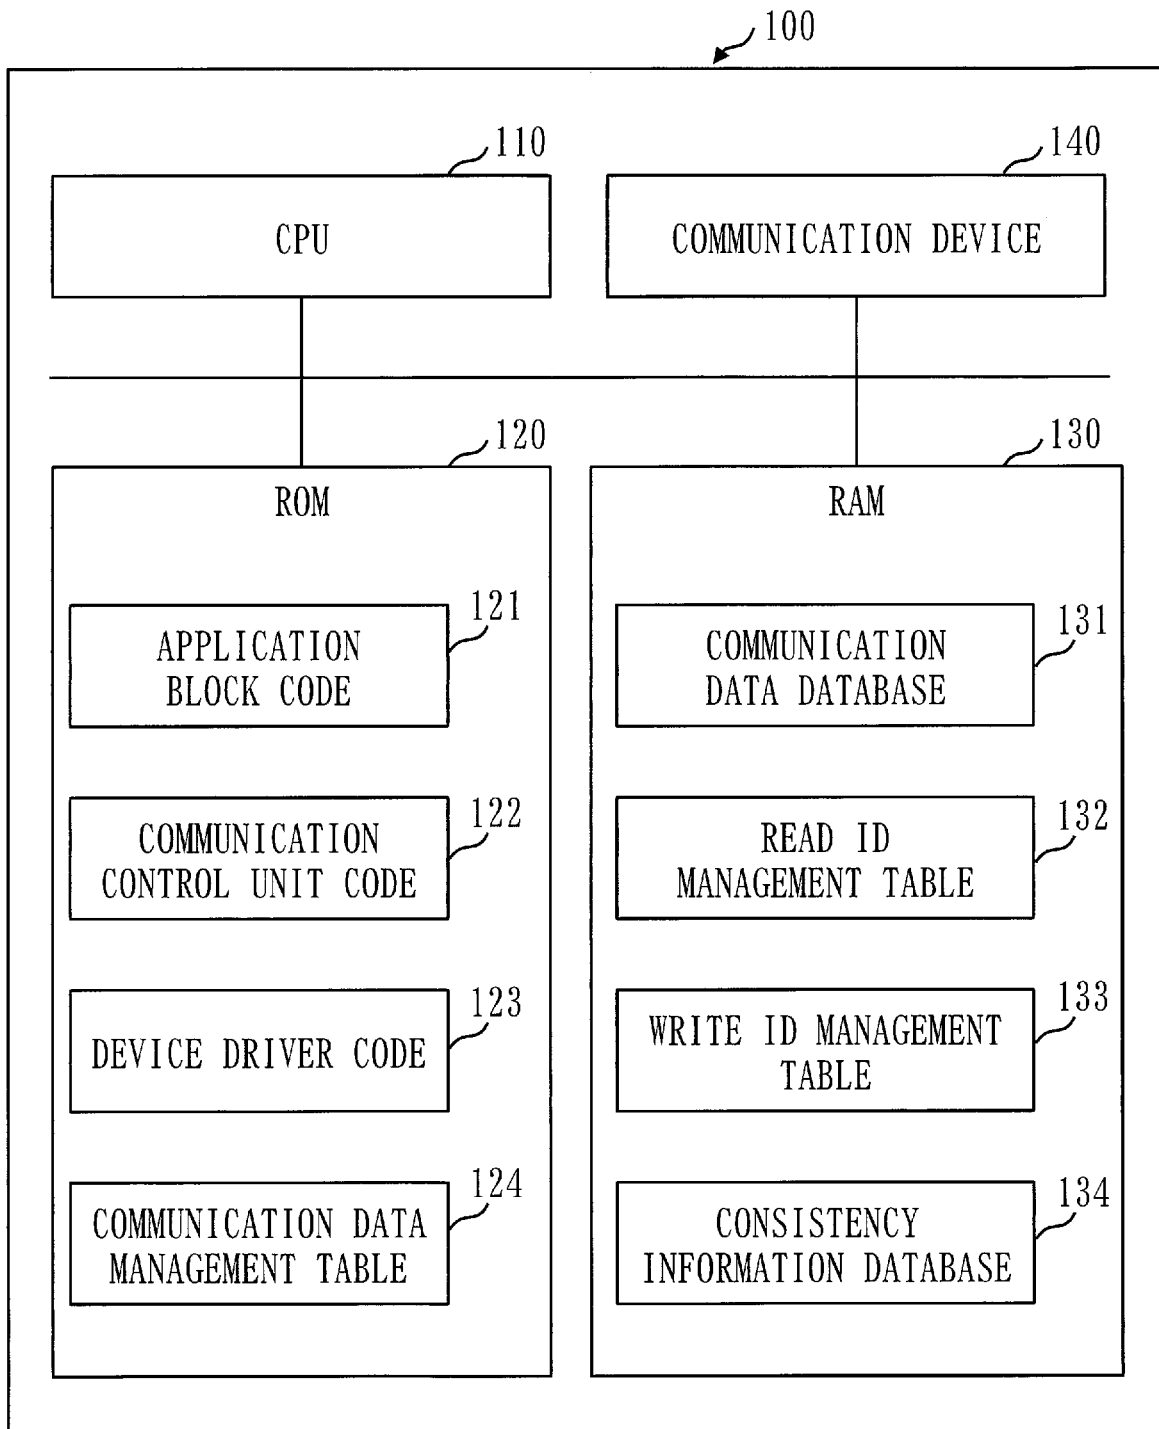 100
110
140
CPU
COMMUNICATION DEVICE
120
130
ROM
RAM
121
APPLICATION
BLOCK CODE
131
COMMUNICATION
DATA DATABASE
122
COMMUNICATION
CONTROL UNIT CODE
132
READ ID
MANAGEMENT TABLE
123
DEVICE DRIVER CODE
133
WRITE ID MANAGEMENT
TABLE
124
COMMUNICATION DATA
MANAGEMENT TABLE
134
CONSISTENCY
INFORMATION DATABASE